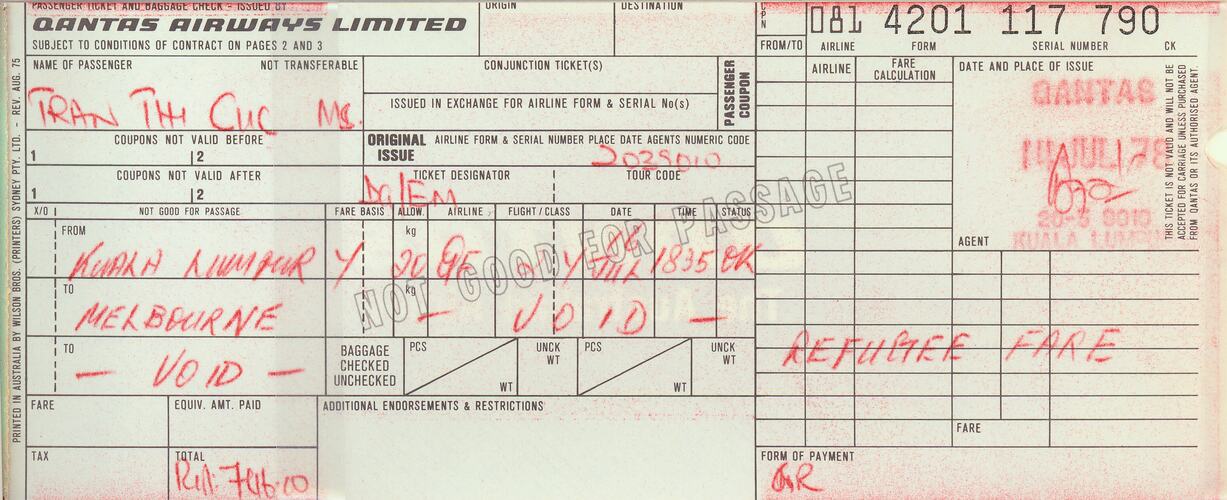 PASSENGER TICKET AND BAGGAGE CHECK - ISSUED BY
QANTAS AIRWAYS LIMITED
SUBJECT TO CONDITIONS OF CONTRACT ON PAGES 2 AND 3
ORIGIN DESTINATION
CPN
081 4201 117 790
FROM/TO AIRLINE FORM SERIAL NUMBER CK
NAME OF PASSENGER NOT TRANSFERABLE
TRAN THI CUC MS.
CONJUNCTION TICKET(S)
ISSUED IN EXCHANGE FOR AIRLINE FORM & SERIAL No(s)
PASSENGER COUPON
AIRLINE FARE CALCULATION
DATE AND PLACE OF ISSUE
QANTAS
JUL 78
KUALA LUMPUR
AGENT
THIS TICKET IS NOT VALID AND WILL NOT BE
ACCEPTED FOR CARRIAGE UNLESS PURCHASED
FROM QANTAS OR ITS AUTHORISED AGENT.
COUPONS NOT VALID BEFORE
1 2
ORIGINAL ISSUE AIRLINE FORM & SERIAL NUMBER PLACE DATE AGENTS NUMERIC CODE
COUPONS NOT VALID AFTER
1 2
TICKET DESIGNATOR TOUR CODE
X/O NOT GOOD FOR PASSAGE FARE BASIS ALLOW. AIRLINE FLIGHT/CLASS DATE TIME STATUS
FROM KUALA LUMPUR Y kg 20 1835 OK
TO MELBOURNE kg - VOID -
TO - VOID -
NOT GOOD FOR PASSAGE
BAGGAGE CHECKED UNCHECKED
PCS WT UNCK WT PCS WT UNCK WT
REFUGEE FARE
FARE EQUIV. AMT. PAID
ADDITIONAL ENDORSEMENTS & RESTRICTIONS
FARE
TAX TOTAL
FORM OF PAYMENT
PRINTED IN AUSTRALIA BY WILSON BROS. (PRINTERS) SYDNEY PTY. LTD. - REV. AUG. 75